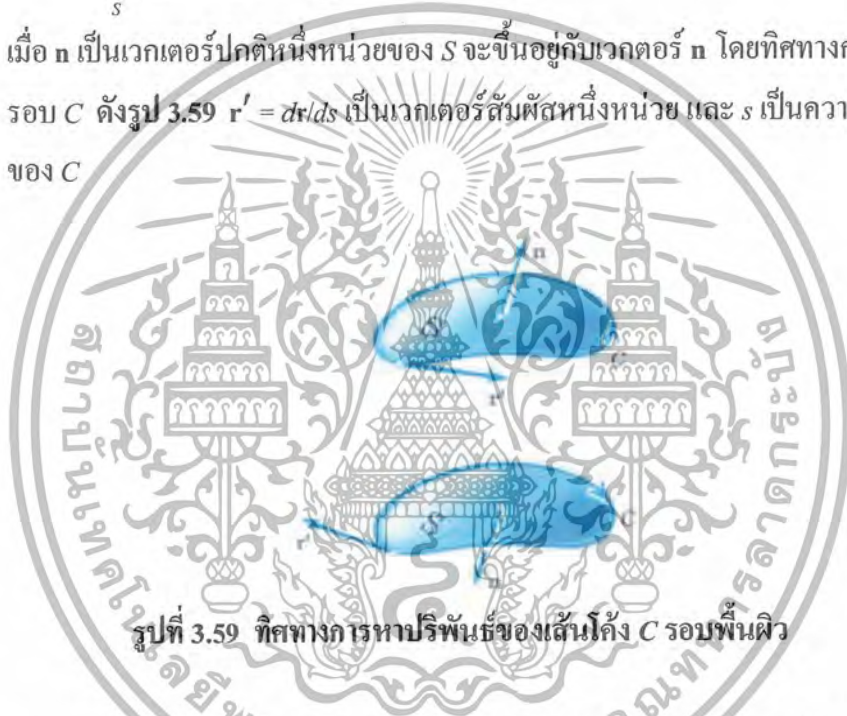 S
เมื่อ n เป็นเวกเตอร์ปกติหนึ่งหน่วยของ S จะขึ้นอยู่กับเวกตอร์ n โดยทิศทาง
รอบ C ดังรูป 3.59 r′ = dr/ds เป็นเวกเตอร์สัมผัสหนึ่งหน่วย และ s เป็น
ของ C
n
S
C
r′
S
C
r′
n
รูปที่ 3.59 ทิศทางการหาปริพันธ์ของเส้นโค้ง C รอบพื้นผิว